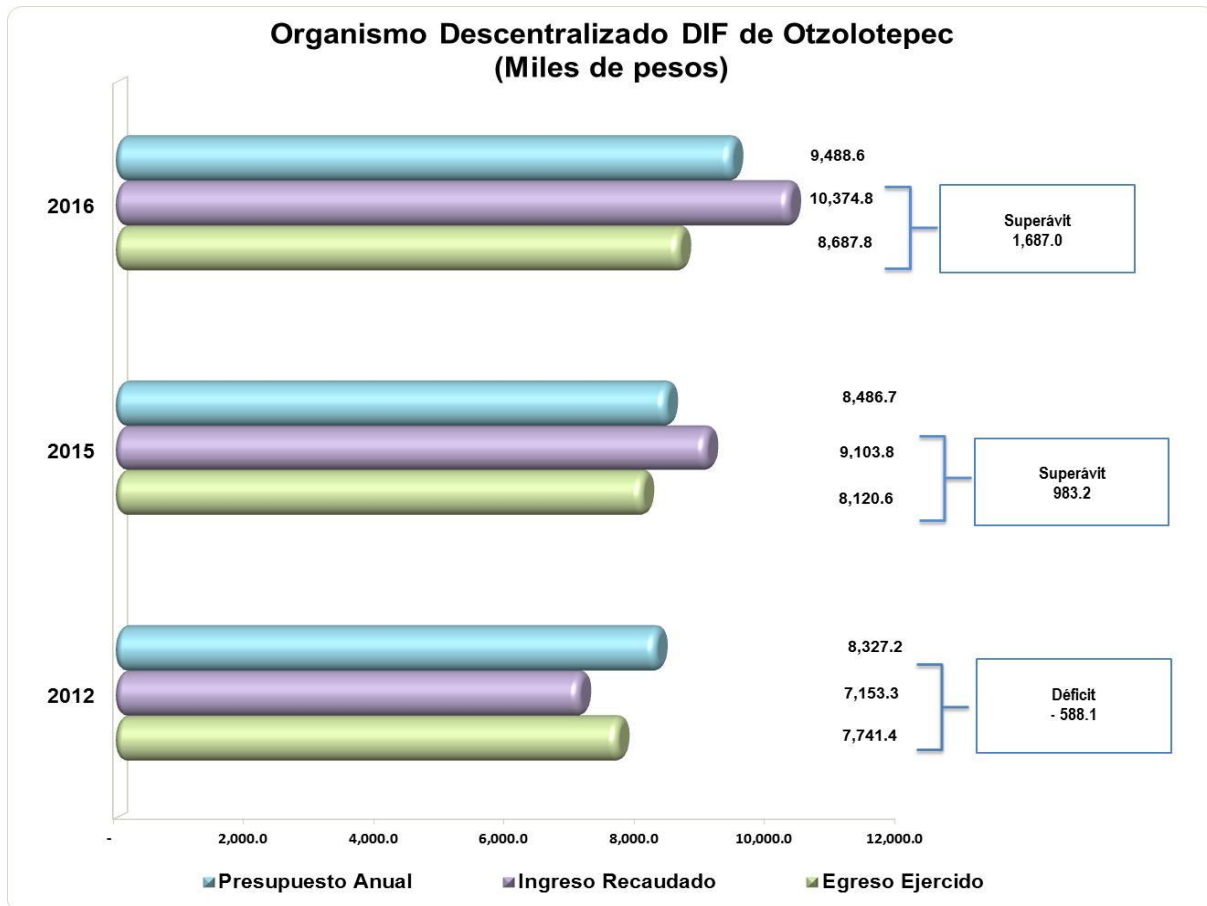 Organismo Descentralizado DIF de Otzolotepec
(Miles de pesos)
2016
9,488.6
10,374.8
8,687.8
Superávit
1,687.0
2015
8,486.7
9,103.8
8,120.6
Superávit
983.2
2012
8,327.2
7,153.3
7,741.4
Déficit
- 588.1
- 2,000.0 4,000.0 6,000.0 8,000.0 10,000.0 12,000.0
Presupuesto Anual Ingreso Recaudado Egreso Ejercido